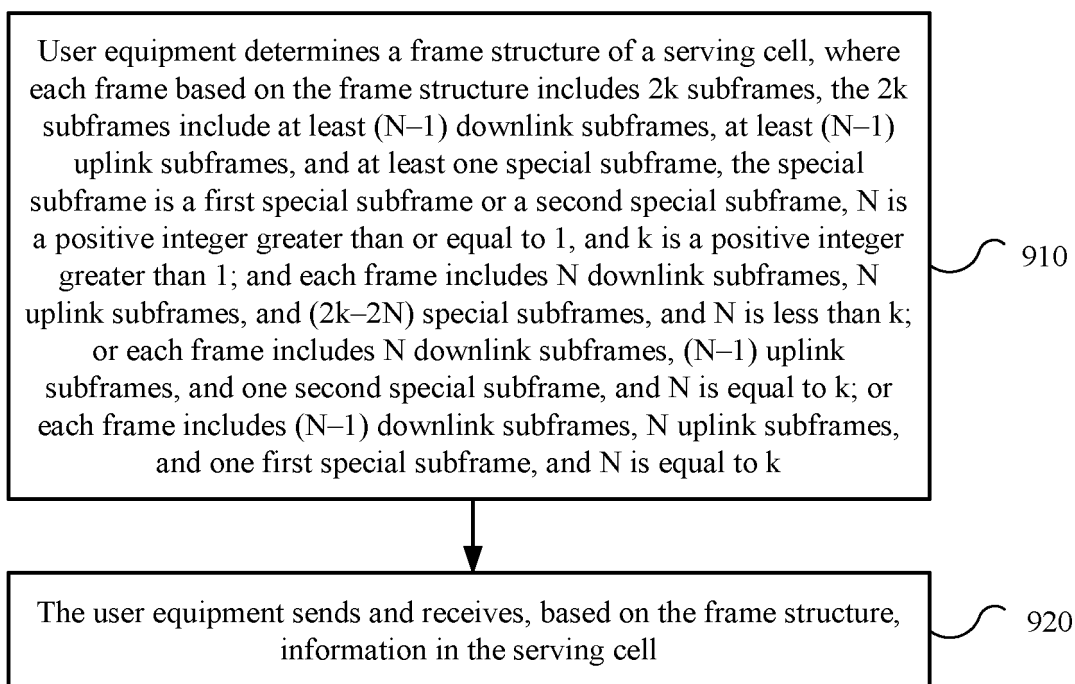 User equipment determines a frame structure of a serving cell, where
each frame based on the frame structure includes 2k subframes, the 2k
subframes include at least (N–1) downlink subframes, at least (N–1)
uplink subframes, and at least one special subframe, the special
subframe is a first special subframe or a second special subframe, N is
a positive integer greater than or equal to 1, and k is a positive integer
greater than 1; and each frame includes N downlink subframes, N
uplink subframes, and (2k–2N) special subframes, and N is less than k;
or each frame includes N downlink subframes, (N–1) uplink
subframes, and one second special subframe, and N is equal to k; or
each frame includes (N–1) downlink subframes, N uplink subframes,
and one first special subframe, and N is equal to k
910
The user equipment sends and receives, based on the frame structure,
information in the serving cell
920